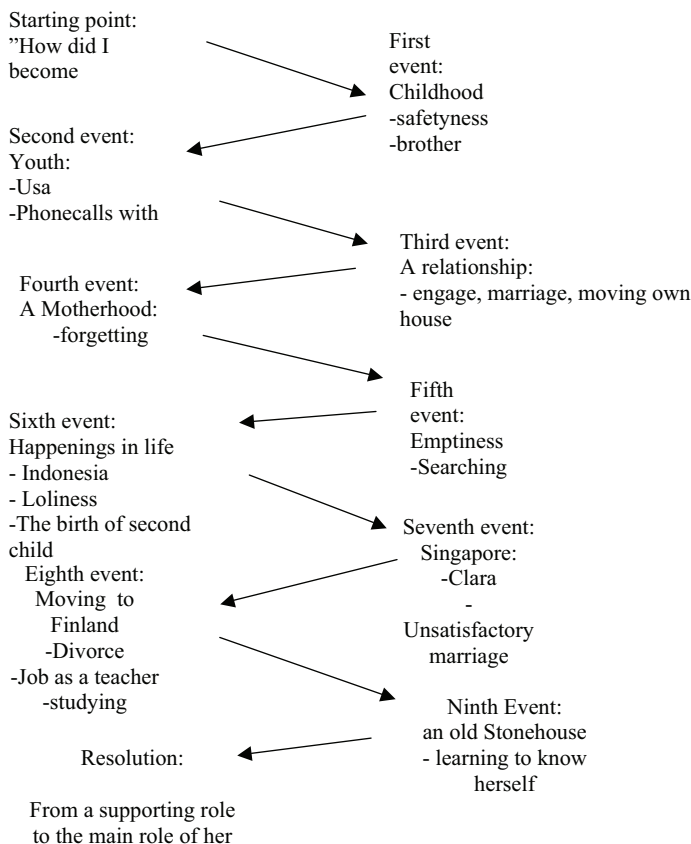 Starting point:
”How did I
become
First
event:
Childhood
-safetyness
-brother
Second event:
Youth:
-Usa
-Phonecalls with
Third event:
A relationship:
- engage, marriage, moving own
house
Fourth event:
A Motherhood:
-forgetting
Fifth
event:
Emptiness
-Searching
Sixth event:
Happenings in life
- Indonesia
- Loliness
-The birth of second
child
Seventh event:
Singapore:
-Clara
-
Unsatisfactory
marriage
Eighth event:
Moving to
Finland
-Divorce
-Job as a teacher
-studying
Ninth Event:
an old Stonehouse
- learning to know
herself
Resolution:
From a supporting role
to the main role of her